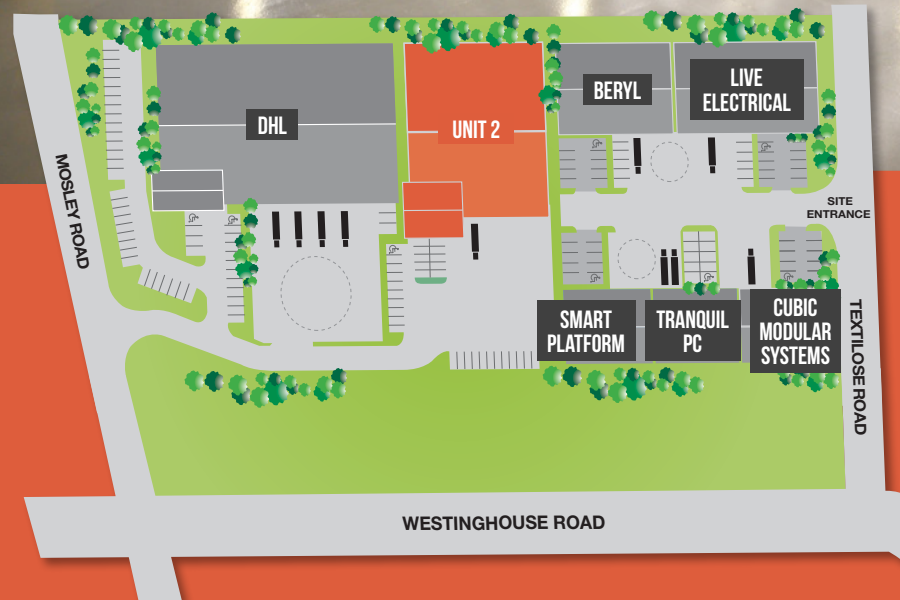 DHL
UNIT 2
BERYL
LIVE
ELECTRICAL
MOSLEY ROAD
SITE
ENTRANCE
SMART
PLATFORM
TRANQUIL
PC
CUBIC
MODULAR
SYSTEMS
TEXTILOSE ROAD
WESTINGHOUSE ROAD